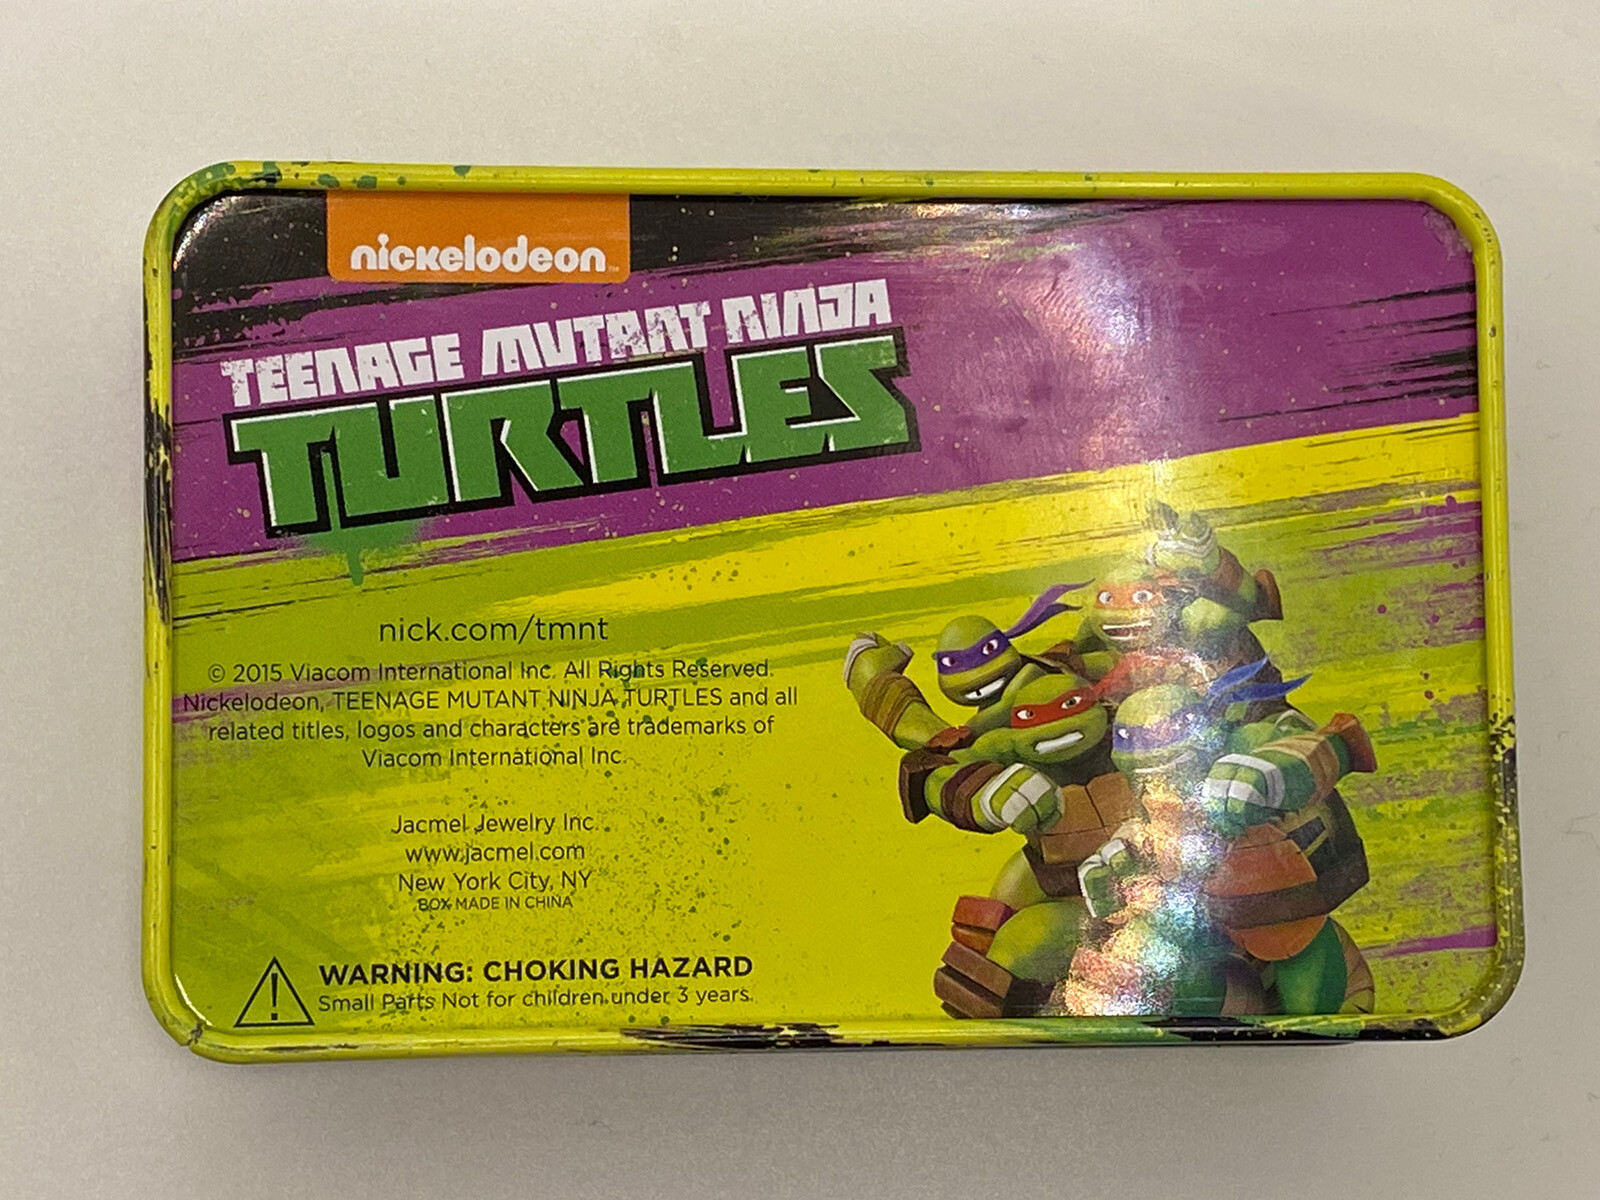 nickelodeon
TEENAGE MUTANT NINJA
TURTLES
nick.com/tmnt
© 2015 Viacom International Inc. All Rights Reserved.
Nickelodeon, TEENAGE MUTANT NINJA TURTLES and all
related titles, logos and characters are trademarks of
Viacom International Inc.
Jacmel Jewelry Inc.
www.jacmel.com
New York City, NY
BOX MADE IN CHINA
WARNING: CHOKING HAZARD
Small Parts Not for children under 3 years.